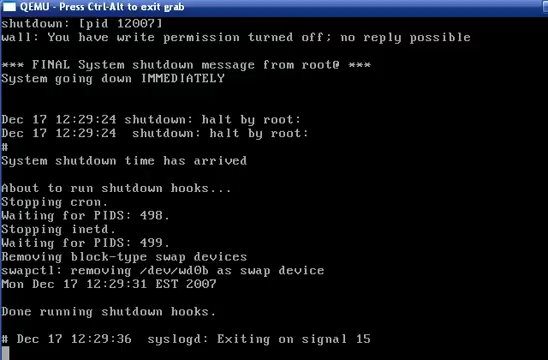 QEMU - Press Ctrl-Alt to exit grab
shutdown: [pid 12007]
wall: You have write permission turned off; no reply possible
*** FINAL System shutdown message from root@ ***
System going down IMMEDIATELY
Dec 17 12:29:24 shutdown: halt by root:
Dec 17 12:29:24  shutdown: halt by root:
#
System shutdown time has arrived
About to run shutdown hooks...
Stopping cron.
Waiting for PIDS: 498.
Stopping inetd.
Waiting for PIDS: 499.
Removing block-type swap devices
swapctl: removing /dev/wd0b as swap device
Mon Dec 17 12:29:31 EST 2007
Done running shutdown hooks.
# Dec 17 12:29:36  syslogd: Exiting on signal 15